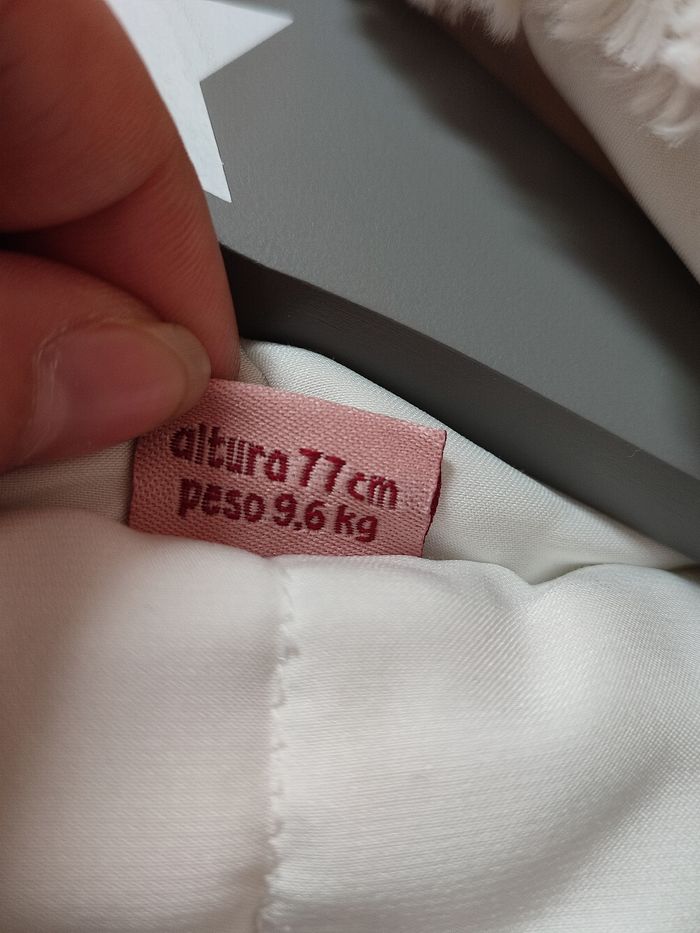 altura 77 cm
peso 9,6 kg